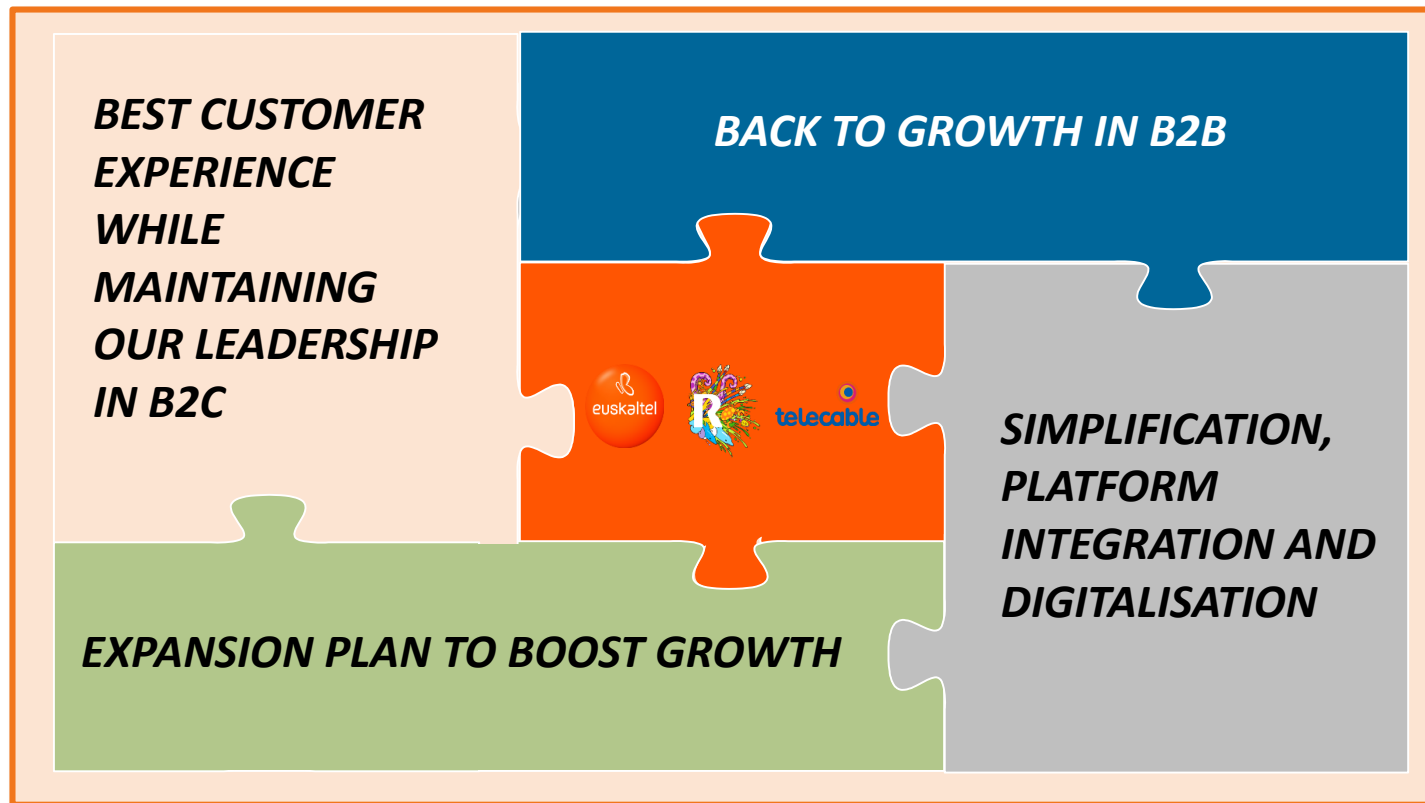 BEST CUSTOMER
EXPERIENCE
WHILE
MAINTAINING
OUR LEADERSHIP
IN B2C
BACK TO GROWTH IN B2B
euskaltel
R
telecable
SIMPLIFICATION,
PLATFORM
INTEGRATION AND
DIGITALISATION
EXPANSION PLAN TO BOOST GROWTH